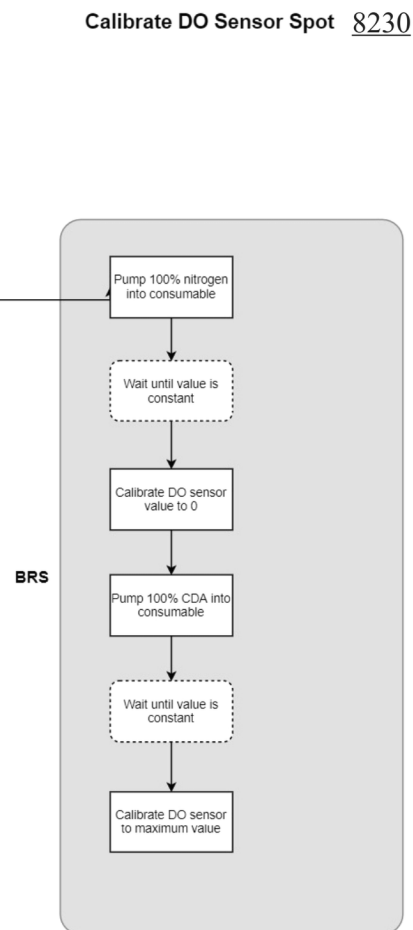 Calibrate DO Sensor Spot 8230
Pump 100% nitrogen
into consumable
Wait until value is
constant
Calibrate DO sensor
value to 0
BRS
Pump 100% CDA into
consumable
Wait until value is
constant
Calibrate DO sensor
to maximum value